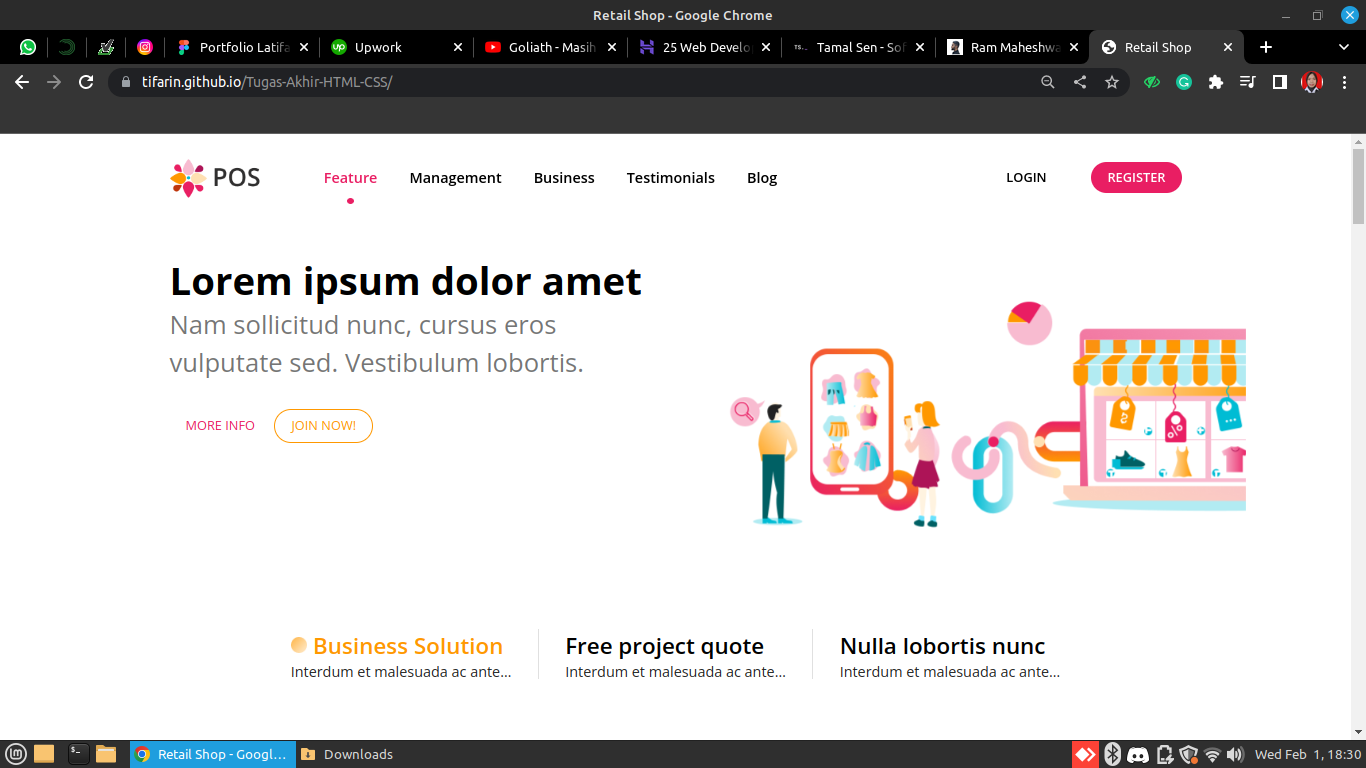 Retail Shop - Google Chrome
Portfolio Latifa
Upwork
Goliath - Masih
25 Web Develo
Tamal Sen - Sof
Ram Maheshwa
Retail Shop
tifarin.github.io/Tugas-Akhir-HTML-CSS/
POS
Feature
Management
Business
Testimonials
Blog
LOGIN
REGISTER
Lorem ipsum dolor amet
Nam sollicitud nunc, cursus eros
vulputate sed. Vestibulum lobortis.
MORE INFO
JOIN NOW!
Business Solution
Interdum et malesuada ac ante...
Free project quote
Interdum et malesuada ac ante...
Nulla lobortis nunc
Interdum et malesuada ac ante...
Retail Shop - Googl...
Downloads
Wed Feb 1, 18:30